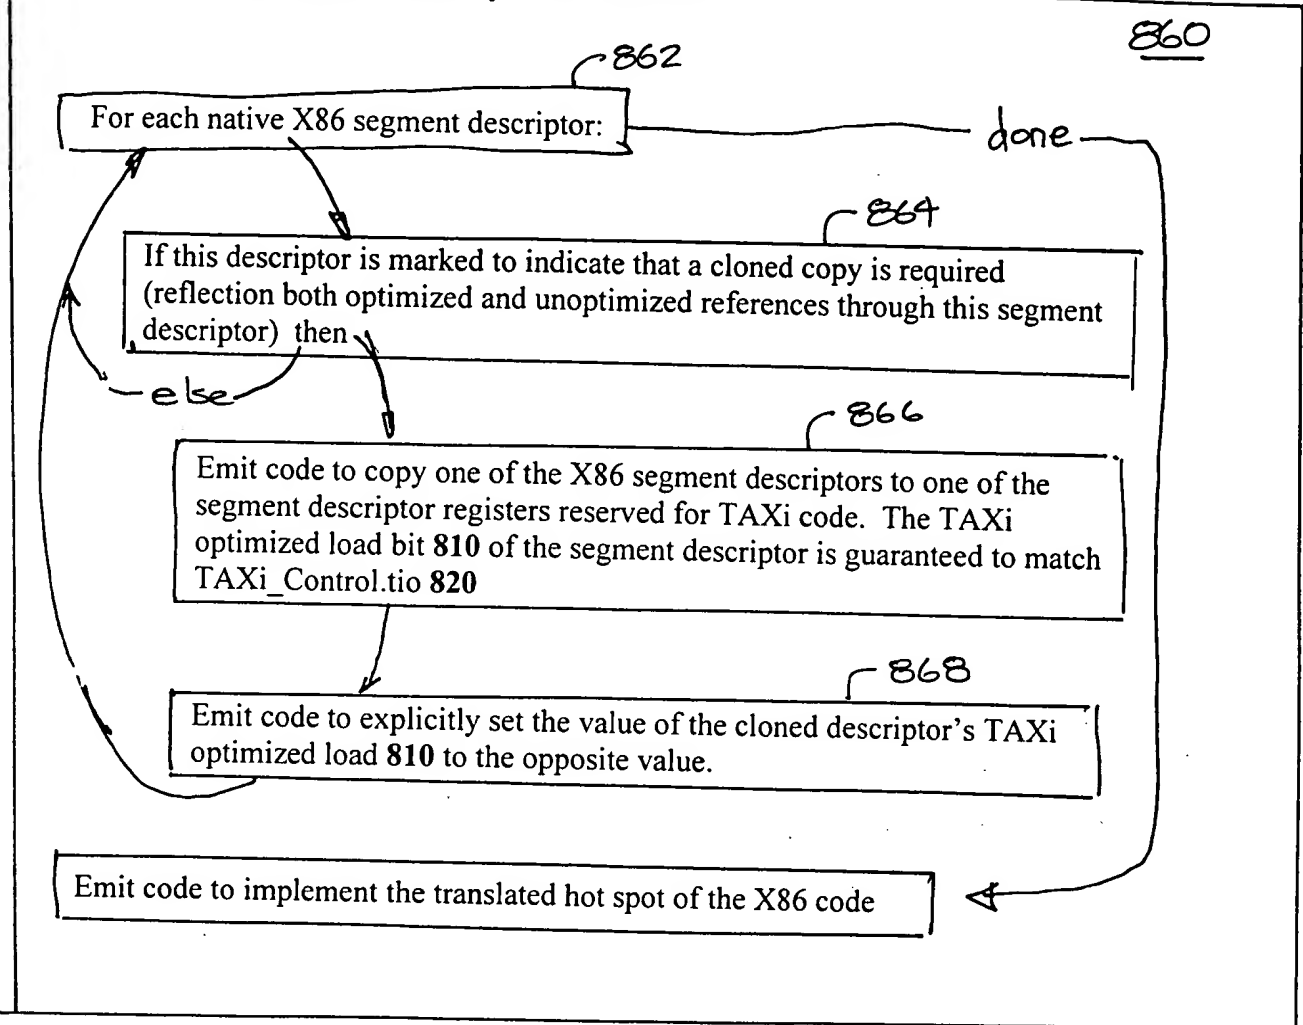 860
862
For each native X86 segment descriptor:
done
864
If this descriptor is marked to indicate that a cloned copy is required
(reflection both optimized and unoptimized references through this segment
descriptor) then
else
866
Emit code to copy one of the X86 segment descriptors to one of the
segment descriptor registers reserved for TAXi code. The TAXi
optimized load bit 810 of the segment descriptor is guaranteed to match
TAXi_Control.tio 820
868
Emit code to explicitly set the value of the cloned descriptor's TAXi
optimized load 810 to the opposite value.
Emit code to implement the translated hot spot of the X86 code